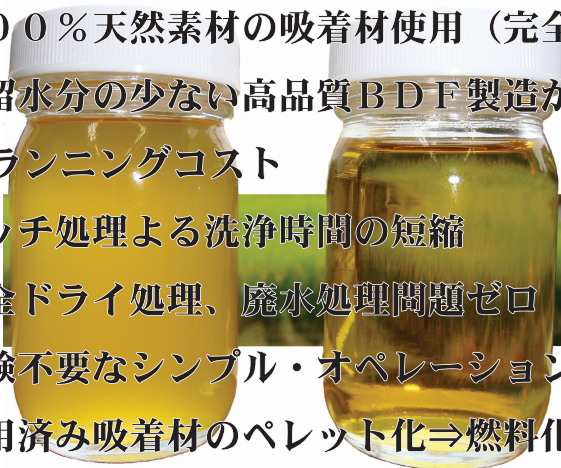 ００％天然素材の吸着材使用（完全
留水分の少ない高品質ＢＤＦ製造が
ランニングコスト
ッチ処理よる洗浄時間の短縮
全ドライ処理、廃水処理問題ゼロ
険不要なシンプル・オペレーション
用済み吸着材のペレット化⇒燃料化